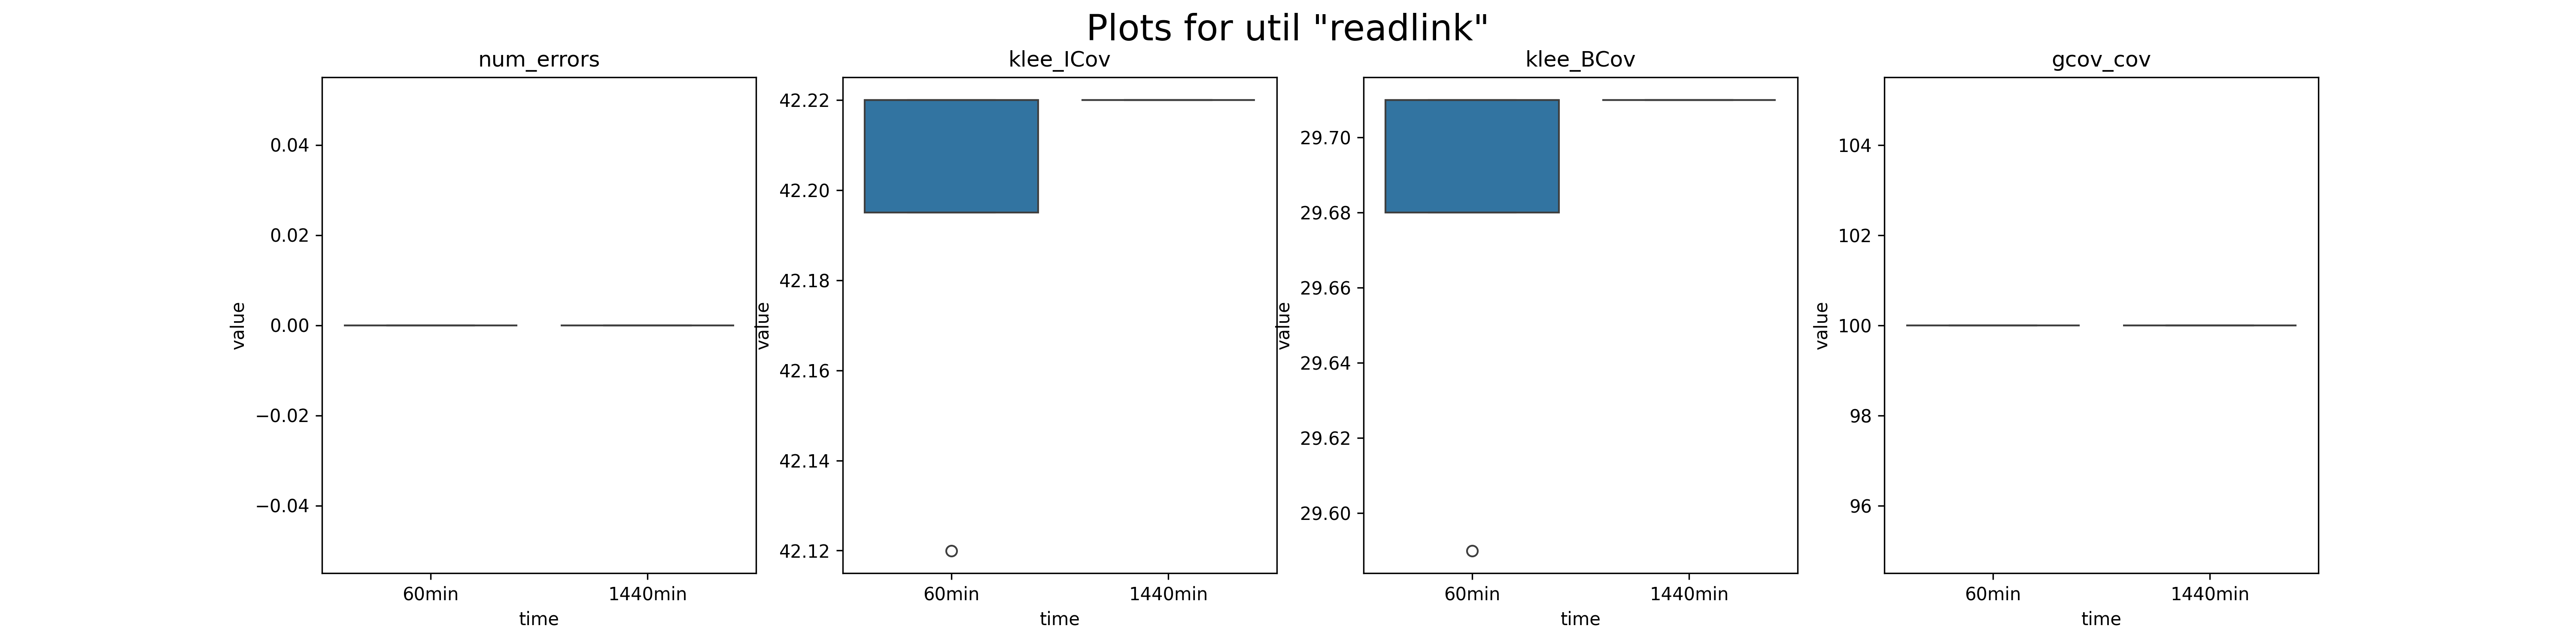 Plots for util "readlink"
num_errors
value
0.04
0.02
0.00
−0.02
−0.04
60min
1440min
time
klee_ICov
value
42.22
42.20
42.18
42.16
42.14
42.12
60min
1440min
time
klee_BCov
value
29.70
29.68
29.66
29.64
29.62
29.60
60min
1440min
time
gcov_cov
value
104
102
100
98
96
60min
1440min
time